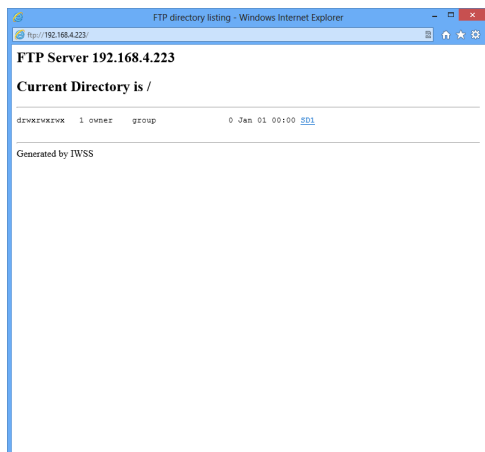 FTP directory listing - Windows Internet Explorer
ftp://192.168.4.223/
FTP Server 192.168.4.223
Current Directory is /
drwxrwxrwx 1 owner group 0 Jan 01 00:00 SD1
Generated by IWSS